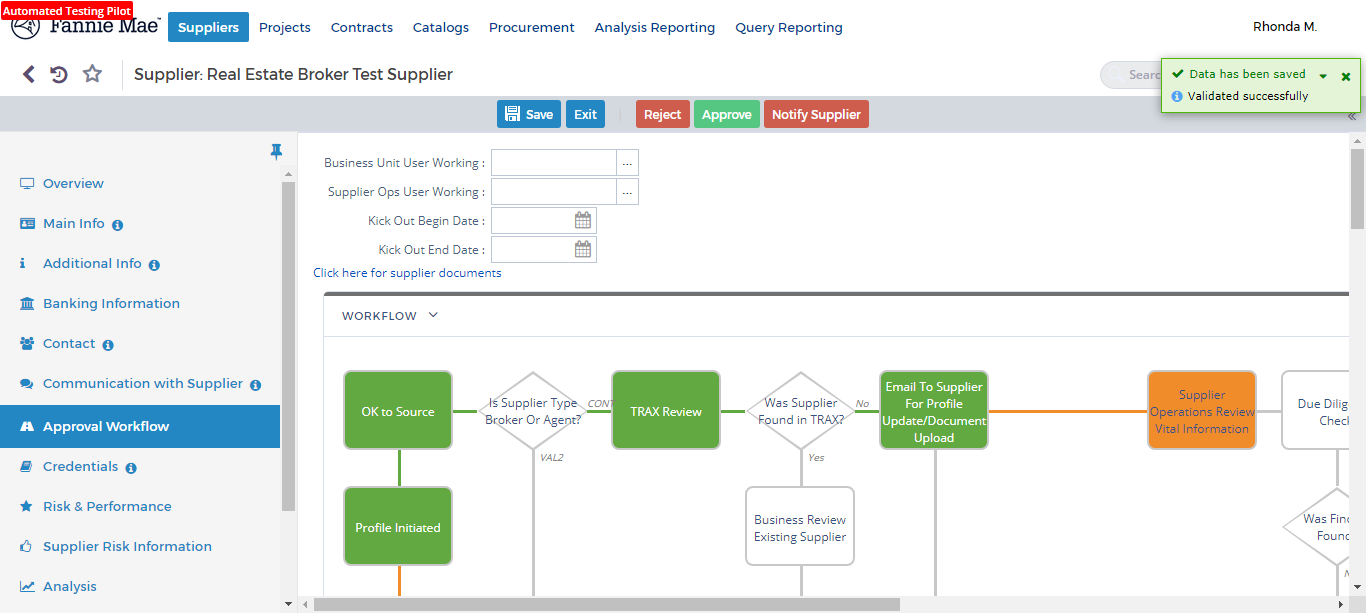 Automated Testing Pilot
Fannie Mae
Suppliers
Projects
Contracts
Catalogs
Procurement
Analysis Reporting
Query Reporting
Rhonda M.
Supplier: Real Estate Broker Test Supplier
Searc
Data has been saved
Validated successfully
Save
Exit
Reject
Approve
Notify Supplier
Overview
Main Info
Additional Info
Banking Information
Contact
Communication with Supplier
Approval Workflow
Credentials
Risk & Performance
Supplier Risk Information
Analysis
Business Unit User Working :
...
Supplier Ops User Working :
...
Kick Out Begin Date :
Kick Out End Date :
Click here for supplier documents
WORKFLOW
OK to Source
Is Supplier Type
Broker Or Agent?
CONT
VAL2
TRAX Review
Was Supplier
Found in TRAX?
No
Yes
Email To Supplier
For Profile
Update/Document
Upload
Supplier
Operations Review
Vital Information
Due Dilig
Check
Profile Initiated
Business Review
Existing Supplier
Was Find
Found